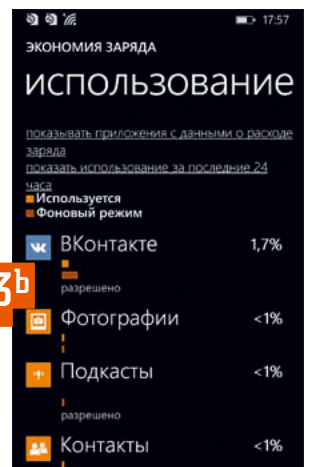 17:57
ЭКОНОМИЯ ЗАРЯДА
использование
показывать приложения с данными о расходе
заряда
показать использование за последние 24
часа
Используется
Фоновый режим
ВКонтакте 1,7%
разрешено
3ь
Фотографии <1%
Подкасты <1%
разрешено
Контакты <1%